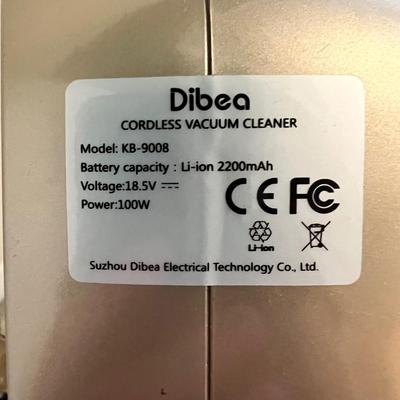 Dibea
CORDLESS VACUUM CLEANER
Model: KB-9008
Battery capacity : Li-ion 2200mAh
Voltage:18.5V ⎓
Power:100W
CE FC
Li-ion
Suzhou Dibea Electrical Technology Co., Ltd.